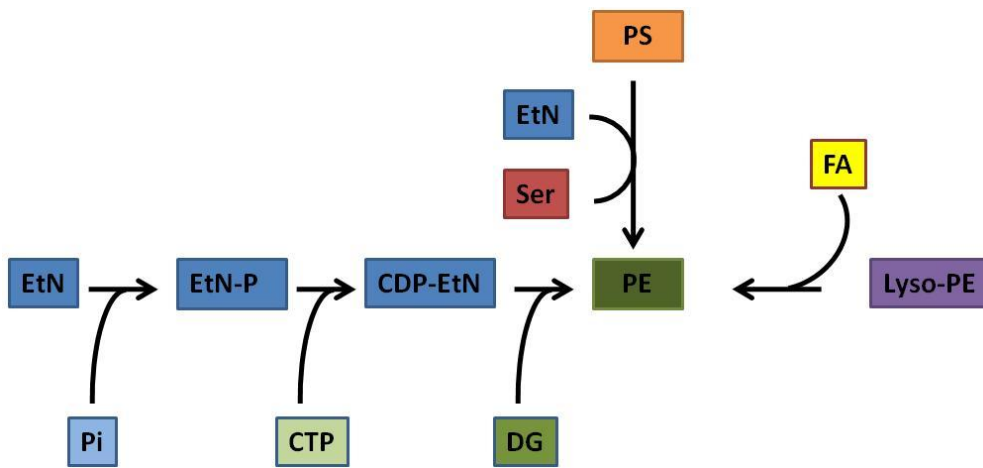 PS
EtN
Ser
FA
EtN
EtN-P
CDP-EtN
PE
Lyso-PE
Pi
CTP
DG